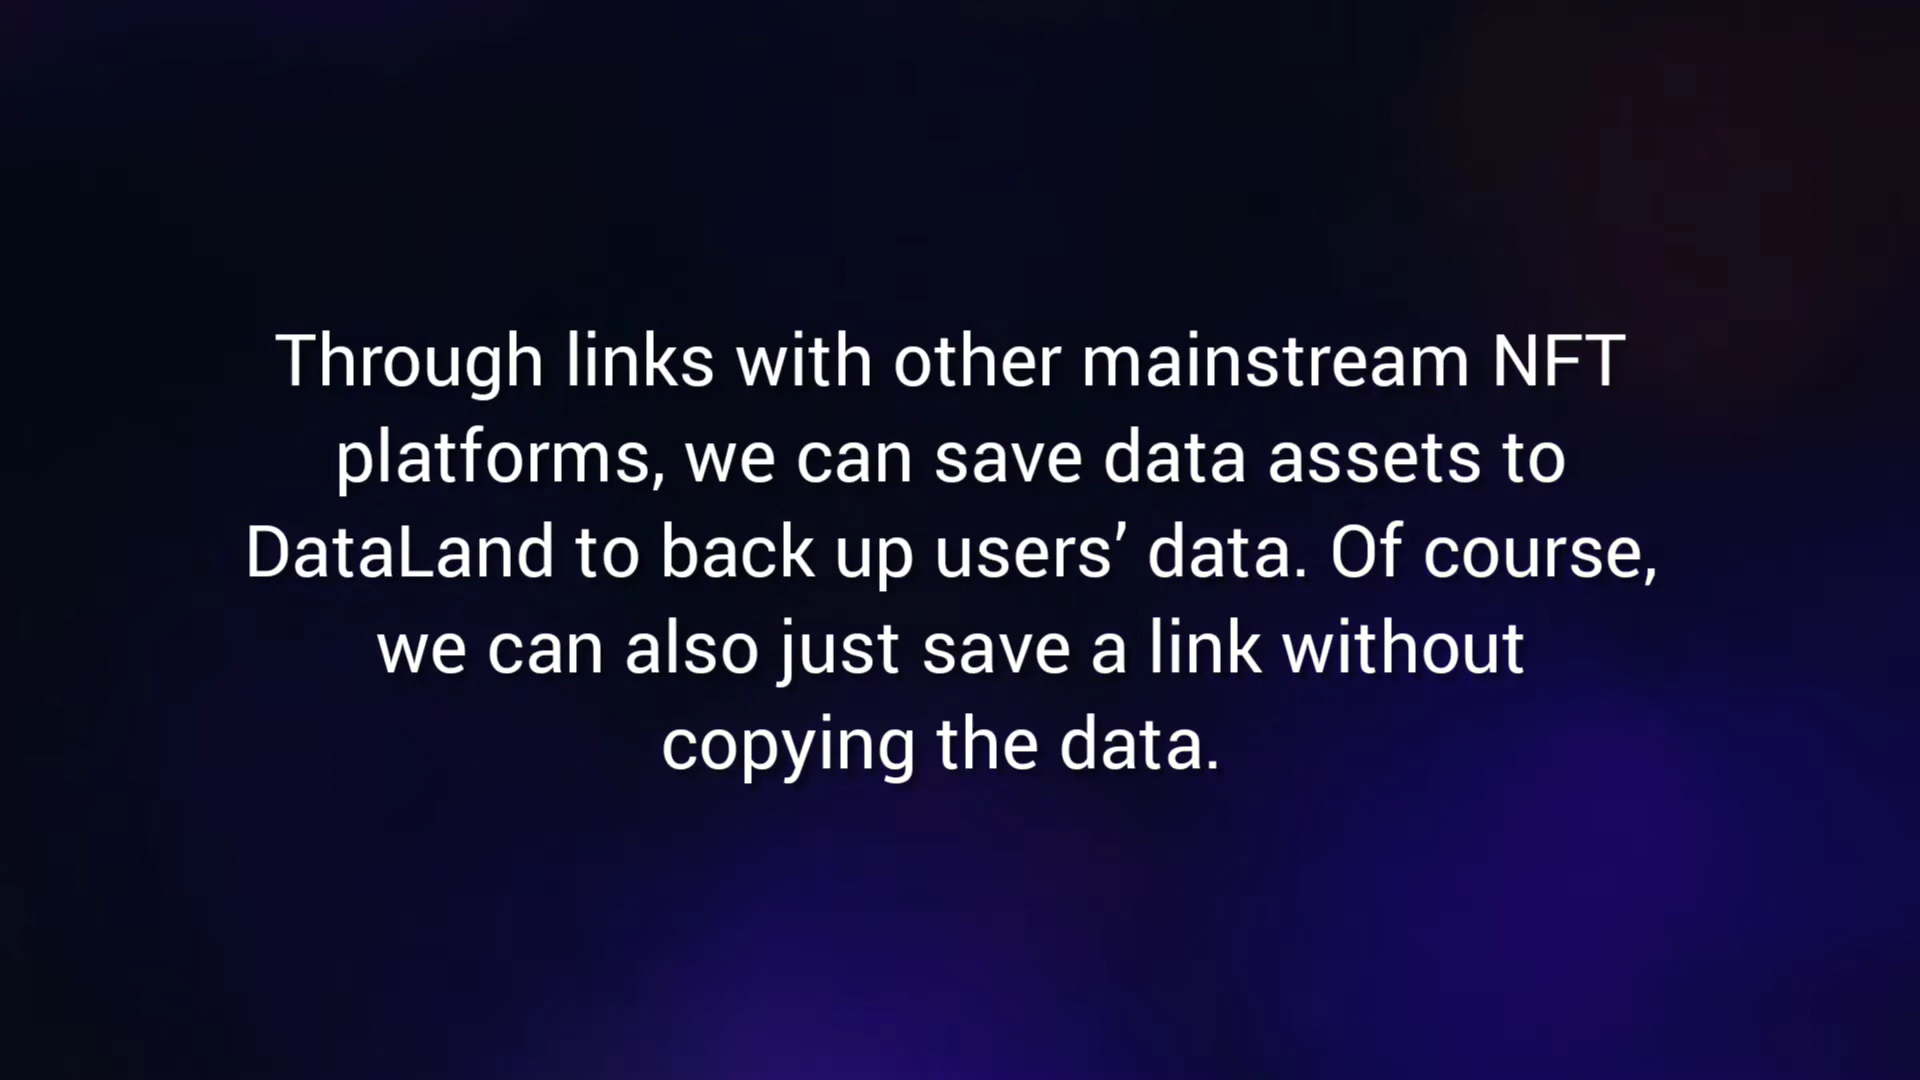 Through links with other mainstream NFT
platforms, we can save data assets to
DataLand to back up users’ data. Of course,
we can also just save a link without
copying the data.